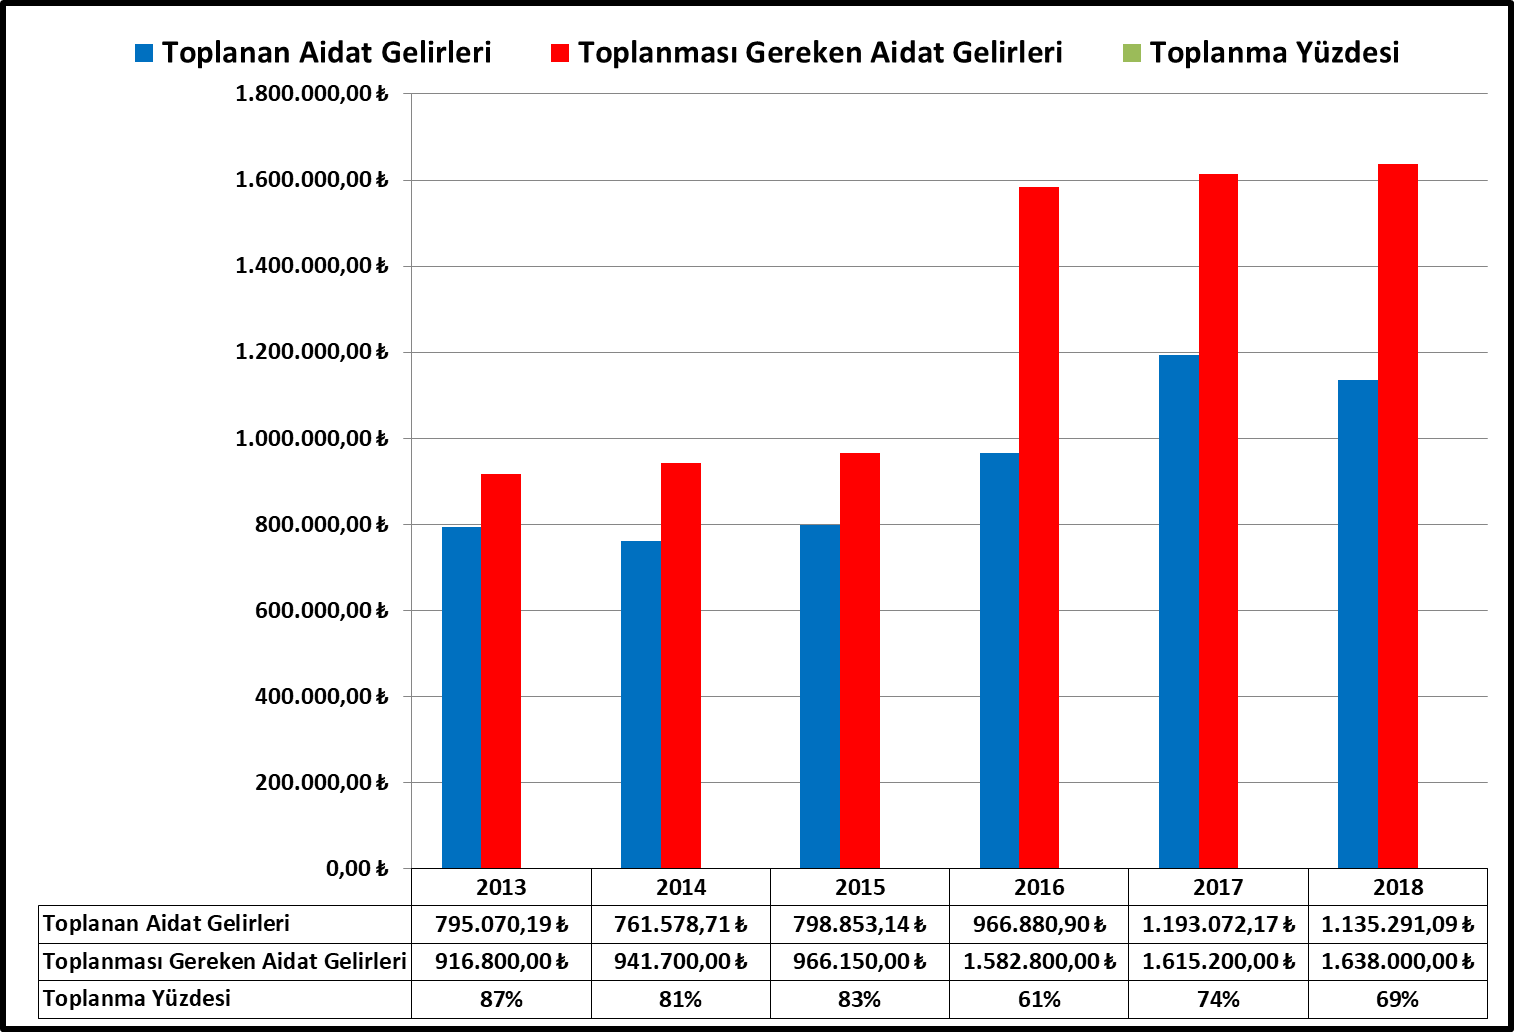 Toplanan Aidat Gelirleri Toplanması Gereken Aidat Gelirleri Toplanma Yüzdesi
1.800.000,00 ₺
1.600.000,00 ₺
1.400.000,00 ₺
1.200.000,00 ₺
1.000.000,00 ₺
800.000,00 ₺
600.000,00 ₺
400.000,00 ₺
200.000,00 ₺
0,00 ₺
2013 2014 2015 2016 2017 2018
Toplanan Aidat Gelirleri 795.070,19 ₺ 761.578,71 ₺ 798.853,14 ₺ 966.880,90 ₺ 1.193.072,17 ₺ 1.135.291,09 ₺
Toplanması Gereken Aidat Gelirleri 916.800,00 ₺ 941.700,00 ₺ 966.150,00 ₺ 1.582.800,00 ₺ 1.615.200,00 ₺ 1.638.000,00 ₺
Toplanma Yüzdesi 87% 81% 83% 61% 74% 69%